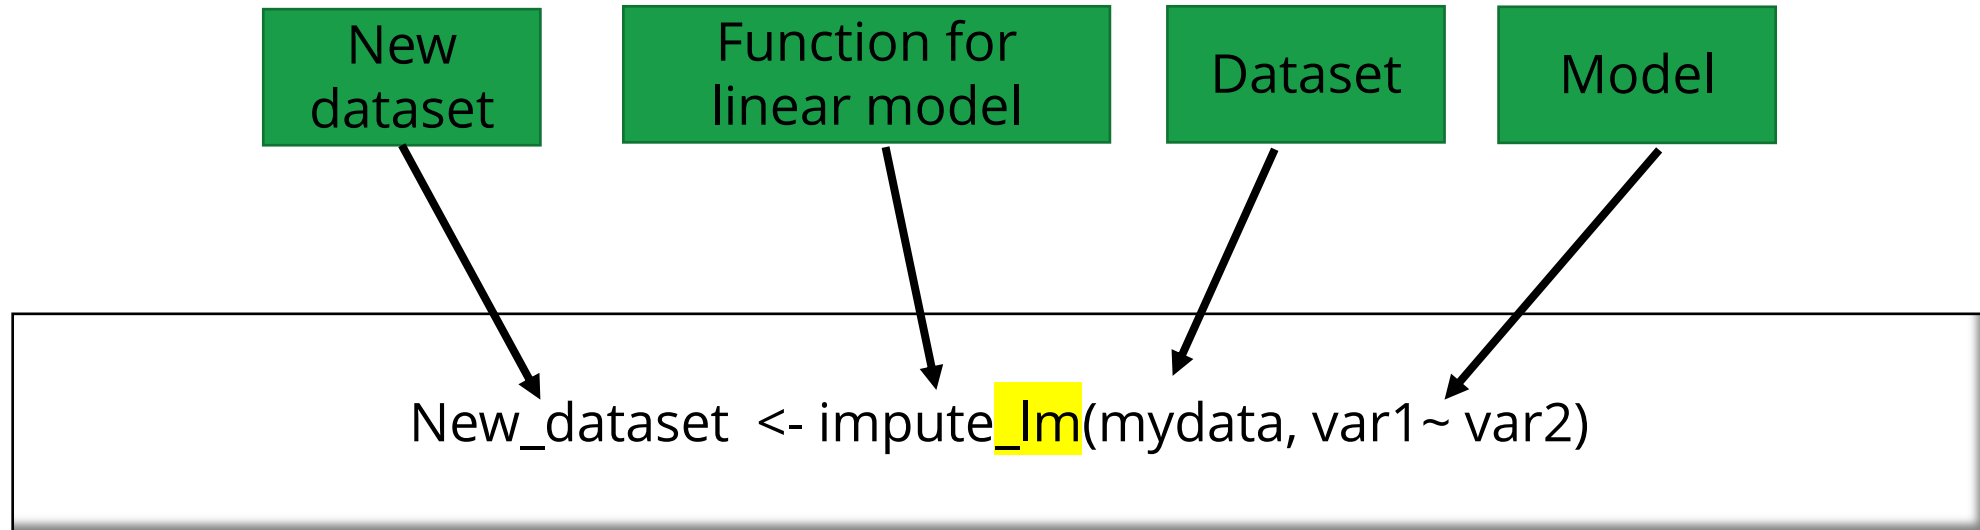 New
dataset
Function for
linear model
Dataset
Model
New_dataset  <- impute_lm(mydata, var1~ var2)